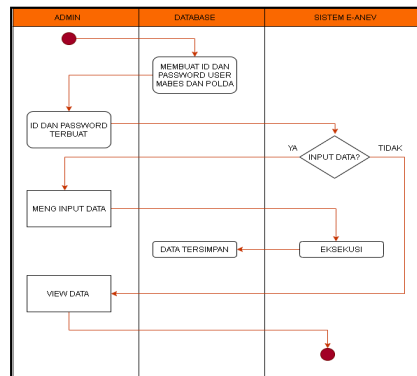 ADMIN
DATABASE
SISTEM E-ANEV
MEMBUAT ID DAN
PASSWORD USER
MABES DAN POLDA
ID DAN PASSWORD
TERBUAT
YA
INPUT DATA?
TIDAK
MENG INPUT DATA
DATA TERSIMPAN
EKSEKUSI
VIEW DATA